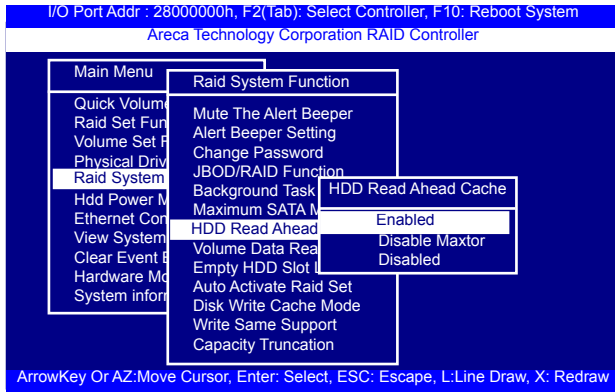 I/O Port Addr : 28000000h, F2(Tab): Select Controller, F10: Reboot System
Areca Technology Corporation RAID Controller
Main Menu
Quick Volume
Raid Set Fun
Volume Set F
Physical Driv
Raid System
Hdd Power M
Ethernet Con
View System
Clear Event B
Hardware Mo
System inforr
Raid System Function
Mute The Alert Beeper
Alert Beeper Setting
Change Password
JBOD/RAID Function
Background Task
Maximum SATA M
HDD Read Ahead
Volume Data Rea
Empty HDD Slot L
Auto Activate Raid Set
Disk Write Cache Mode
Write Same Support
Capacity Truncation
HDD Read Ahead Cache
Enabled
Disable Maxtor
Disabled
ArrowKey Or AZ:Move Cursor, Enter: Select, ESC: Escape, L:Line Draw, X: Redraw